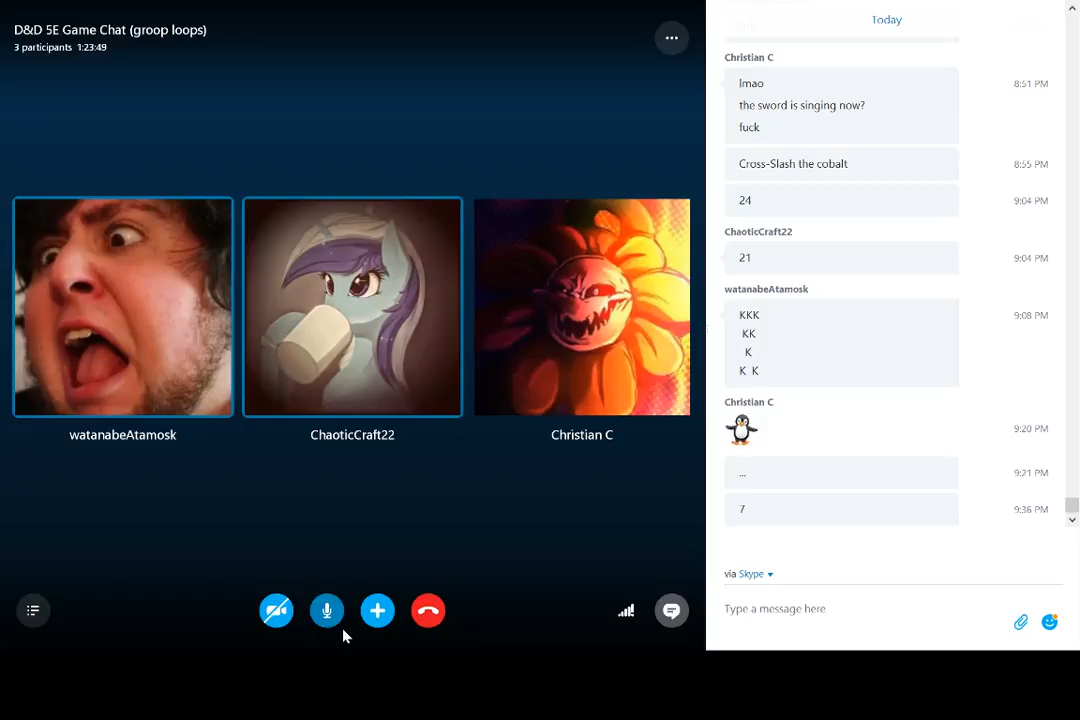 D&D 5E Game Chat (groop loops)
3 participants 1:23:49
watanabeAtamosk
ChaoticCraft22
Christian C
Today
Christian C
lmao
the sword is singing now?
fuck
8:51 PM
Cross-Slash the cobalt
8:55 PM
24
9:04 PM
ChaoticCraft22
21
9:04 PM
watanabeAtamosk
KKK
KK
K
K K
9:08 PM
Christian C
9:20 PM
...
9:21 PM
7
9:36 PM
via Skype
Type a message here